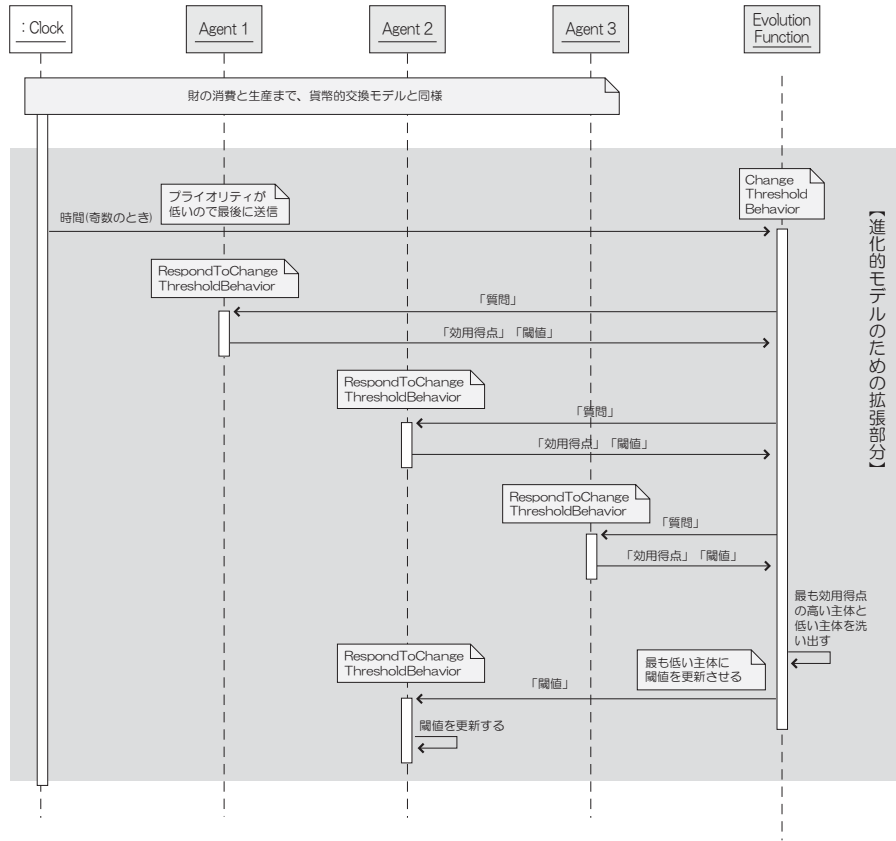 : Clock
Agent 1
Agent 2
Agent 3
Evolution
Function
財の消費と生産まで、貨幣的交換モデルと同様
Change
Threshold
Behavior
プライオリティが
低いので最後に送信
時間(奇数のとき)
【進化的モデルのための拡張部分】
RespondToChange
ThresholdBehavior
「質問」
「効用得点」「閾値」
RespondToChange
ThresholdBehavior
「質問」
「効用得点」「閾値」
RespondToChange
ThresholdBehavior
「質問」
「効用得点」「閾値」
最も効用得点
の高い主体と
低い主体を洗
い出す
RespondToChange
ThresholdBehavior
最も低い主体に
閾値を更新させる
「閾値」
閾値を更新する